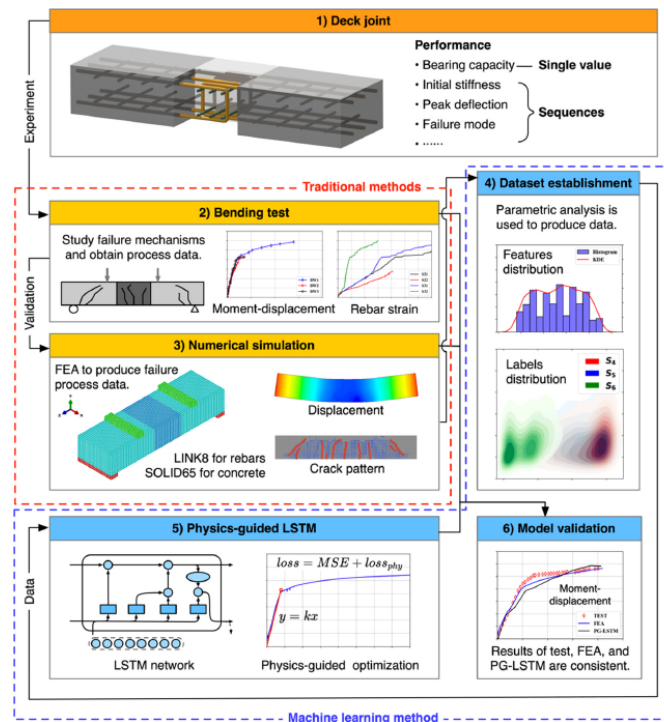 1) Deck joint
Performance
• Bearing capacity — Single value
• Initial stiffness
• Peak deflection
Sequences
• Failure mode
• ......
Experiment
Traditional methods
2) Bending test
Study failure mechanisms
and obtain process data.
Moment-displacement
Rebar strain
Validation
3) Numerical simulation
FEA to produce failure
process data.
Displacement
LINK8 for rebars
SOLID65 for concrete
Crack pattern
4) Dataset establishment
Parametric analysis is
used to produce data.
Features
distribution
Histogram
KDE
Labels
distribution
S4
S5
S6
5) Physics-guided LSTM
loss = MSE + loss_phy
y = kx
LSTM network
Physics-guided optimization
Data
6) Model validation
Moment-
displacement
TEST
FEA
PG-LSTM
Results of test, FEA, and
PG-LSTM are consistent.
Machine learning method